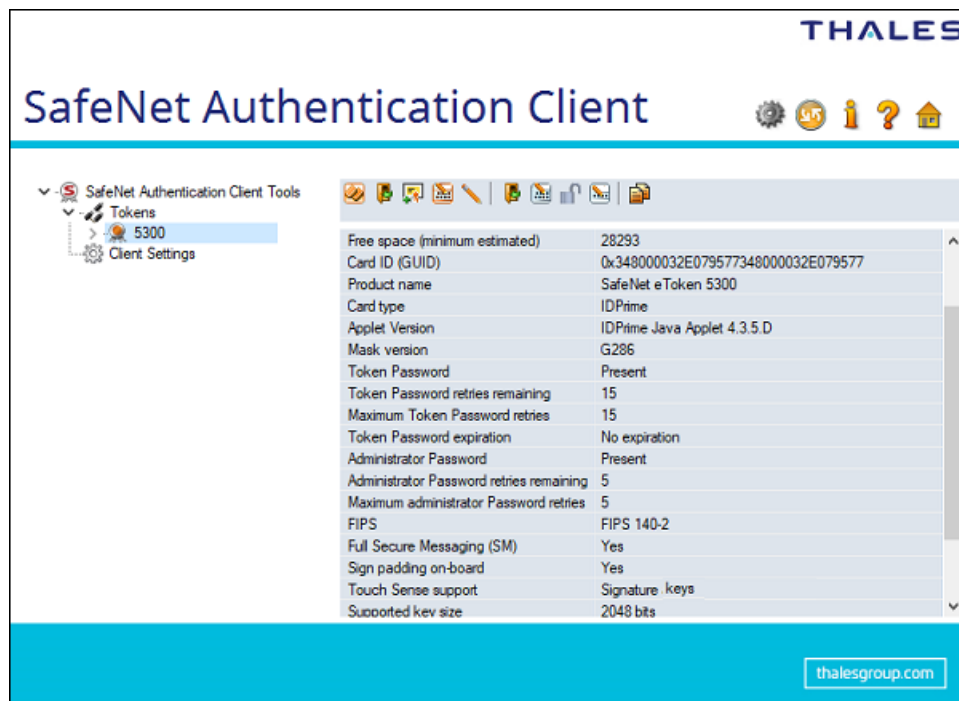 THALES
SafeNet Authentication Client
SafeNet Authentication Client Tools
Tokens
5300
Client Settings
Free space (minimum estimated) 28293
Card ID (GUID) 0x348000032E079577348000032E079577
Product name SafeNet eToken 5300
Card type IDPrime
Applet Version IDPrime Java Applet 4.3.5.D
Mask version G286
Token Password Present
Token Password retries remaining 15
Maximum Token Password retries 15
Token Password expiration No expiration
Administrator Password Present
Administrator Password retries remaining 5
Maximum administrator Password retries 5
FIPS FIPS 140-2
Full Secure Messaging (SM) Yes
Sign padding on-board Yes
Touch Sense support Signature keys
Supported key size 2048 bits
thalesgroup.com